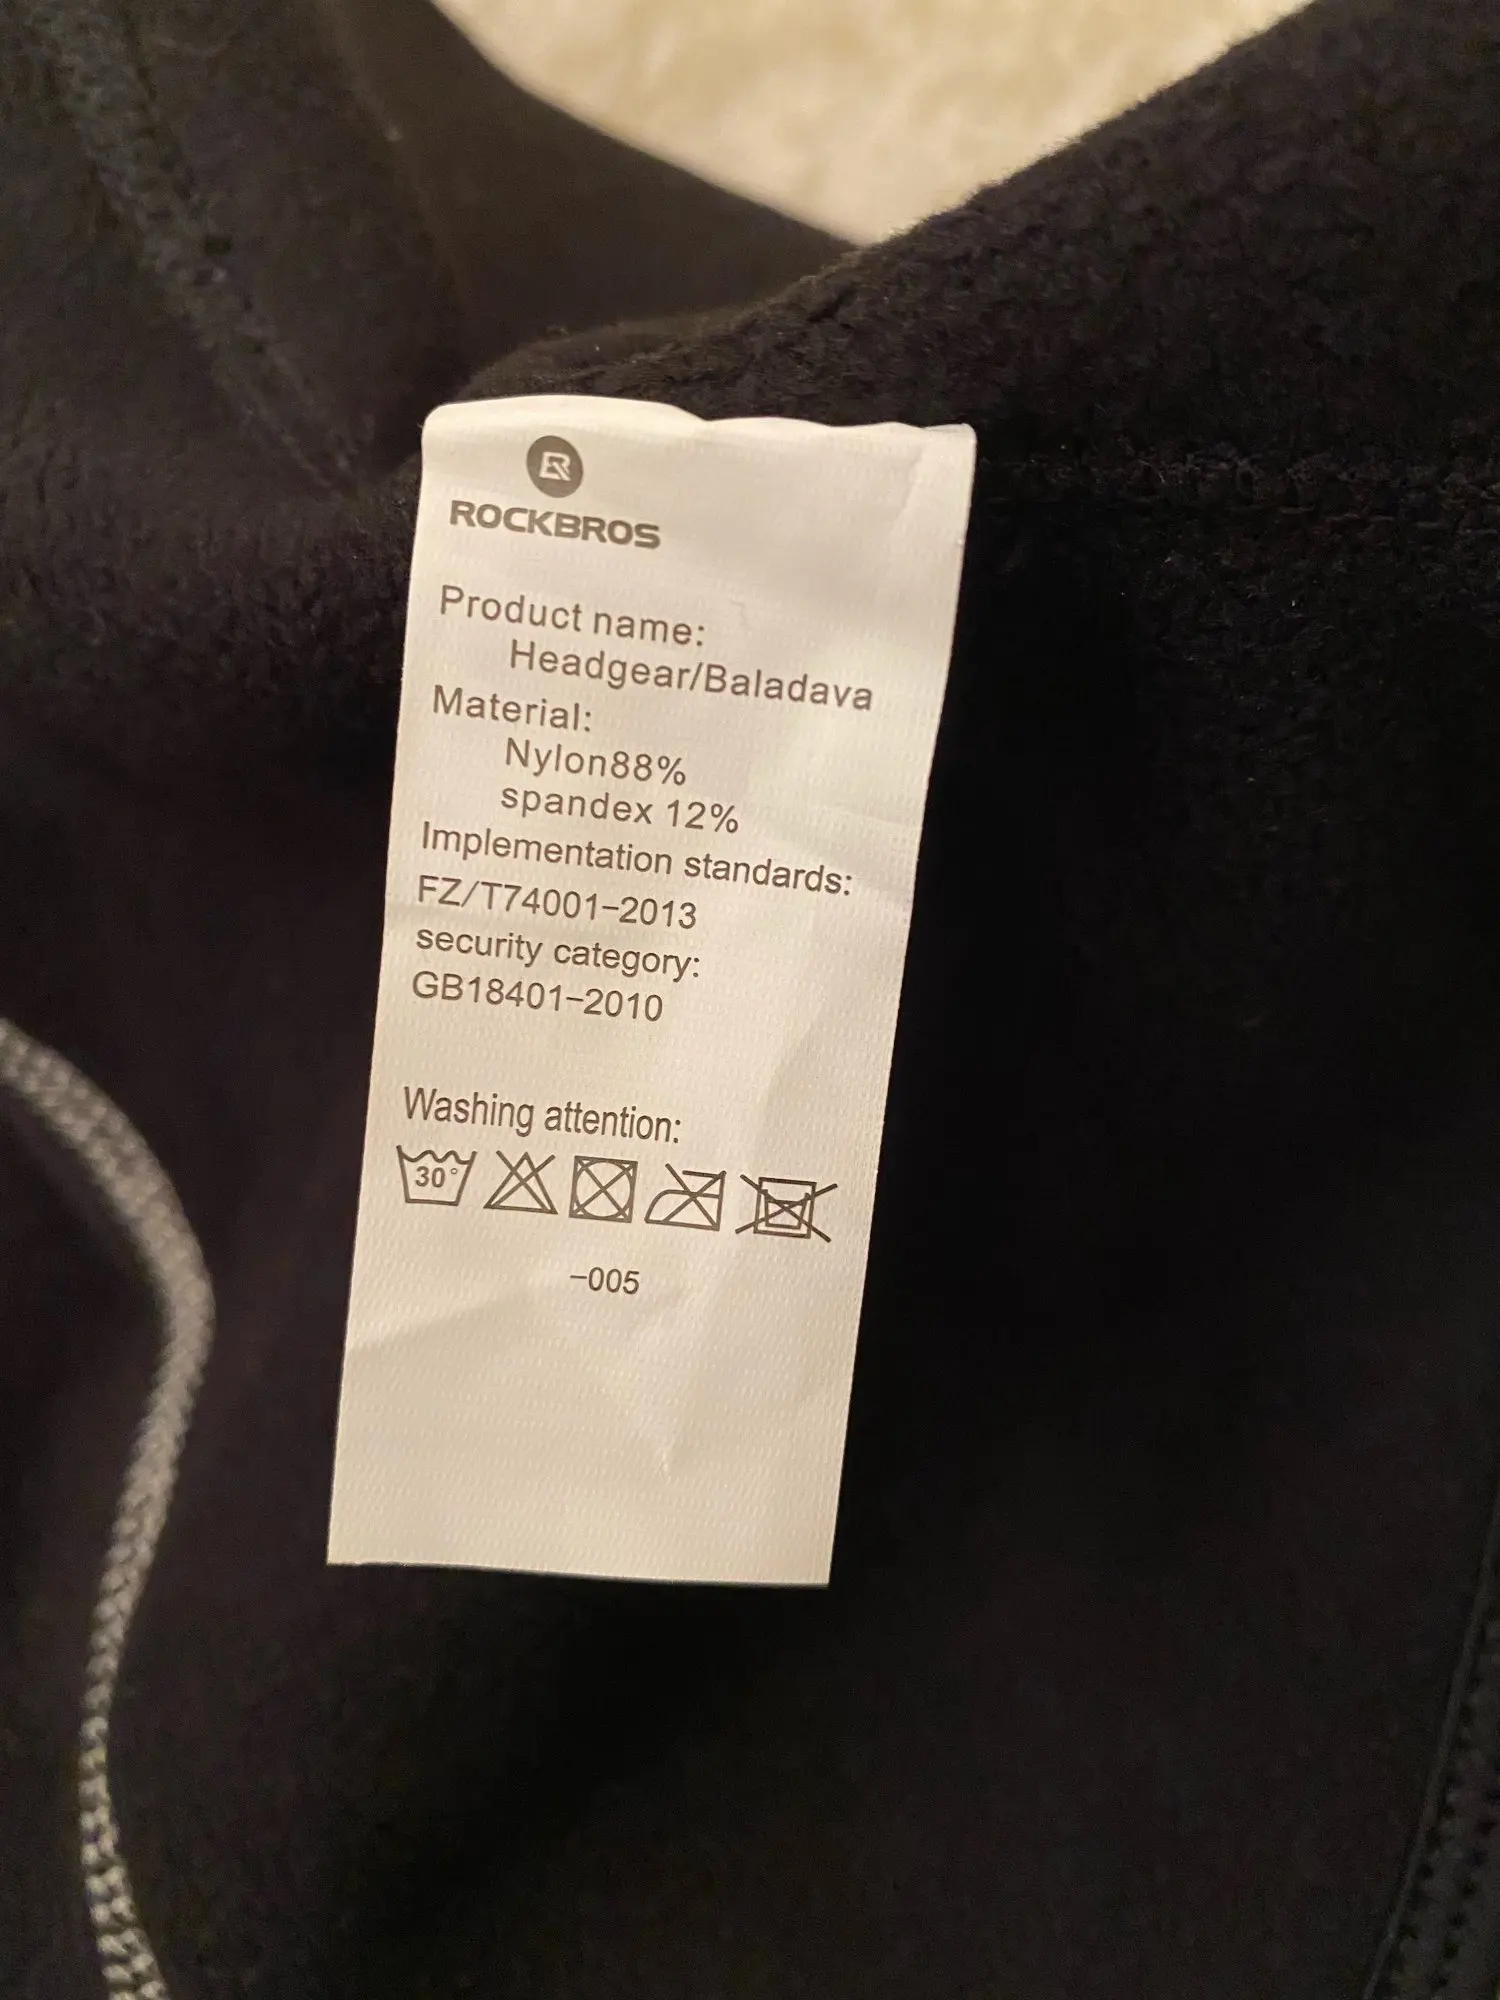 R
ROCKBROS
Product name:
Headgear/Baladava
Material:
Nylon88%
spandex 12%
Implementation standards:
FZ/T74001-2013
security category:
GB18401-2010
Washing attention:
30°
-005